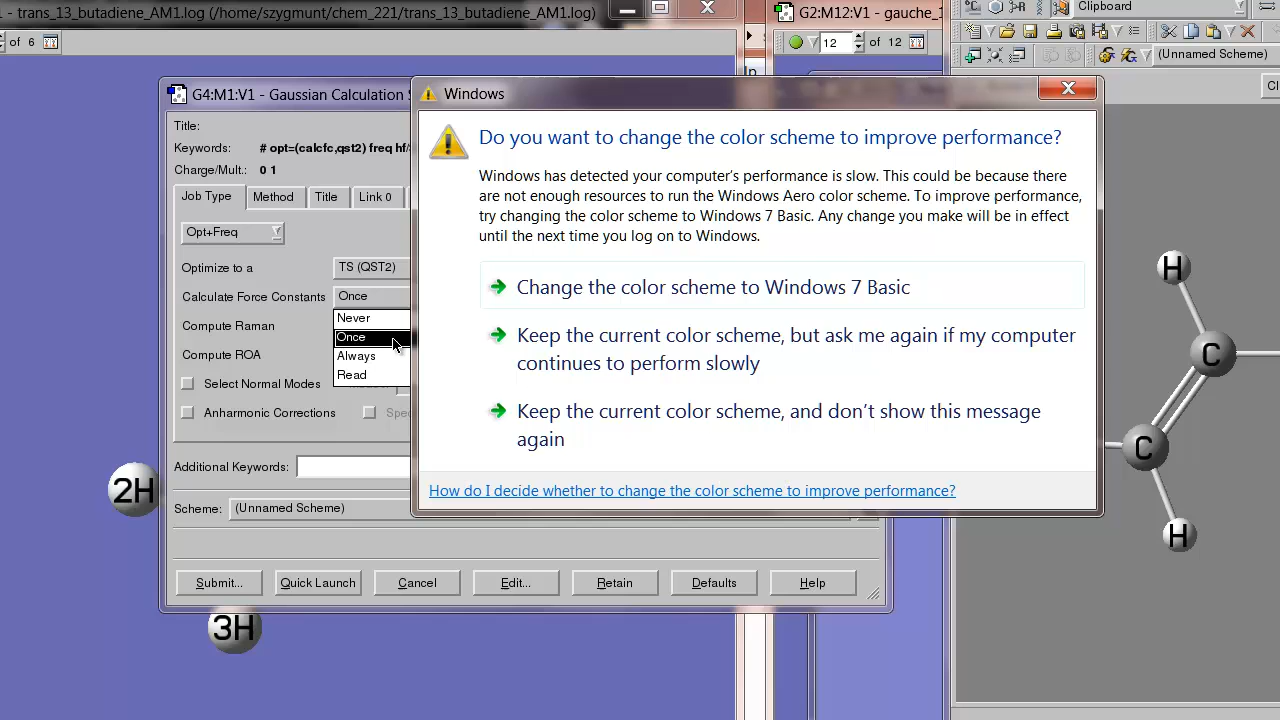 - trans_13_butadiene_AM1.log (/home/szygmunt/chem_221/trans_13_butadiene_AM1.log)
G2:M12:V1 - gauche_1
Clipboard
of 6
12
of 12
(Unnamed Scheme)
G4:M1:V1 - Gaussian Calculation S
Windows
Title:
Keywords:
# opt=(calcfc,qst2) freq hf/
Charge/Mult.:
0 1
Job Type
Method
Title
Link 0
Opt+Freq
Optimize to a
TS (QST2)
Calculate Force Constants
Once
Never
Compute Raman
Once
Compute ROA
Always
Read
Select Normal Modes
Anharmonic Corrections
Spec
Additional Keywords:
Scheme:
(Unnamed Scheme)
Submit...
Quick Launch
Cancel
Edit...
Retain
Defaults
Help
Do you want to change the color scheme to improve performance?
Windows has detected your computer's performance is slow. This could be because there
are not enough resources to run the Windows Aero color scheme. To improve performance,
try changing the color scheme to Windows 7 Basic. Any change you make will be in effect
until the next time you log on to Windows.
Change the color scheme to Windows 7 Basic
Keep the current color scheme, but ask me again if my computer
continues to perform slowly
Keep the current color scheme, and don't show this message
again
How do I decide whether to change the color scheme to improve performance?
2H
3H
H
C
C
H
Cl